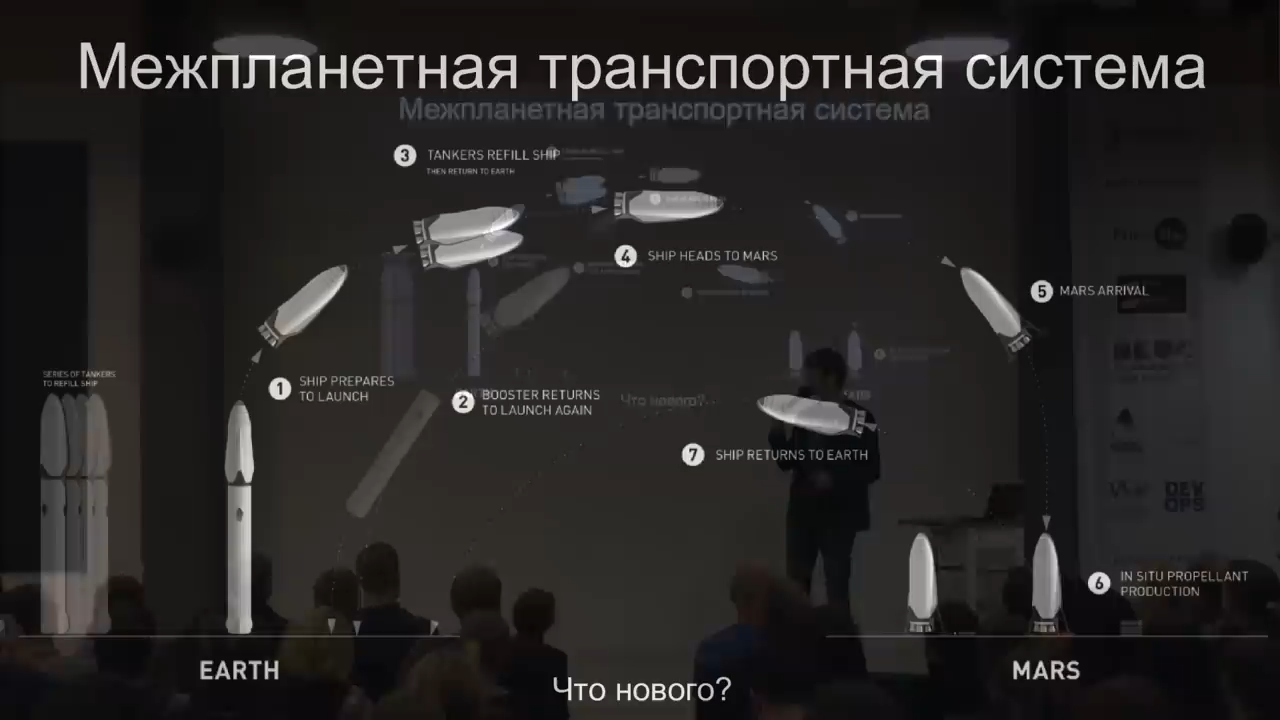 Межпланетная транспортная система
Межпланетная транспортная система
3 TANKERS REFILL SHIP
THEN RETURN TO EARTH
4 SHIP HEADS TO MARS
5 MARS ARRIVAL
SERIES OF TANKERS
TO REFILL SHIP
1 SHIP PREPARES
TO LAUNCH
2 BOOSTER RETURNS
TO LAUNCH AGAIN
Что нового?
7 SHIP RETURNS TO EARTH
DEV
OPS
6 IN SITU PROPELLANT
PRODUCTION
EARTH
MARS
Что нового?